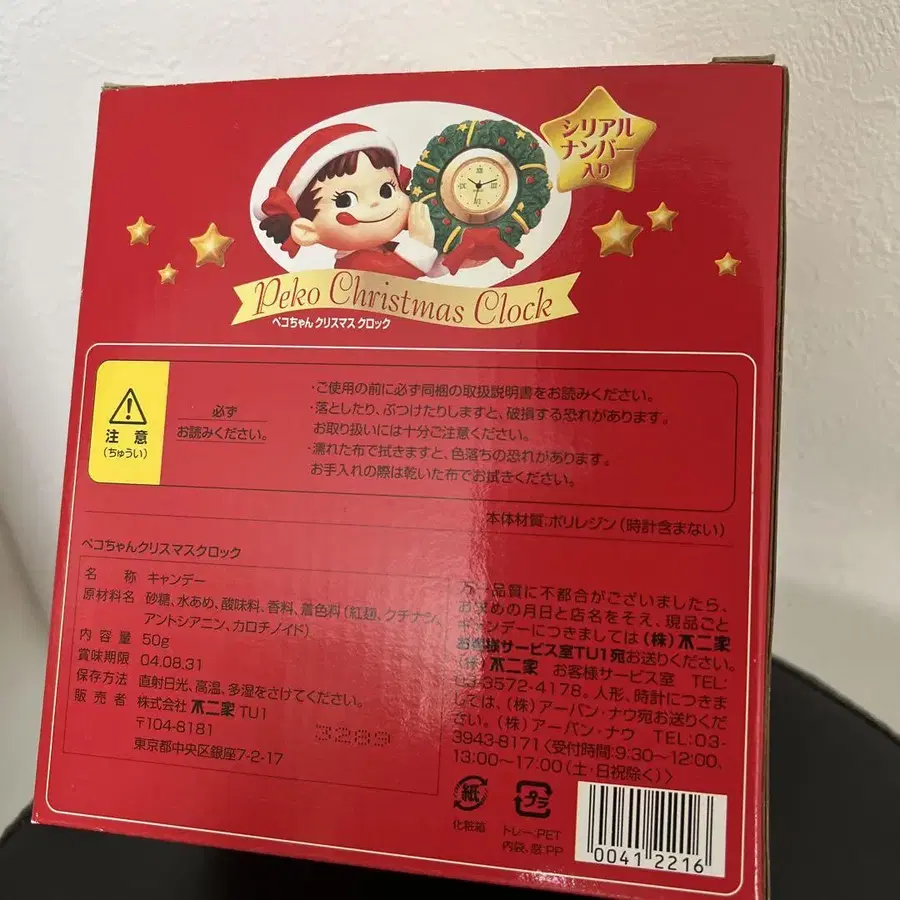 シリアル
ナンバー
入り
Peko Christmas Clock
ペコちゃん クリスマス クロック
注意
(ちゅうい)
必ず
お読みください。
・ご使用の前に必ず同梱の取扱説明書をお読みください。
・落としたり、ぶつけたりしますと、破損する恐れがあります。
お取り扱いには十分ご注意ください。
・濡れた布で拭きますと、色落ちの恐れがあります。
お手入れの際は乾いた布でお拭きください。
本体材質:ポリレジン(時計含まない)
ペコちゃんクリスマスクロック
名 称 キャンデー
原材料名 砂糖、水あめ、酸味料、香料、着色料(紅麹、クチナシ、
アントシアニン、カロチノイド)
内 容 量 50g
賞味期限 04.08.31
保存方法 直射日光、高温、多湿をさけてください。
販 売 者 株式会社 不二家 TU1
〒104-8181
東京都中央区銀座7-2-17
3289
万一品質に不都合がございましたら、
お求めの月日と店名をそえ、現品ごと
キャンデーにつきましては(株)不二家
お客様サービス室TU1宛お送りください。
(株)不二家 お客様サービス室 TEL:
03-3572-4178。人形、時計につきま
しては、(株)アーバン・ナウ宛お送りくだ
さい。(株)アーバン・ナウ TEL:03-
3943-8171〈受付時間:9:30~12:00、
13:00~17:00(土・日祝除く)〉
紙
化粧箱
プラ
トレー:PET
内袋、窓:PP
0041 2216